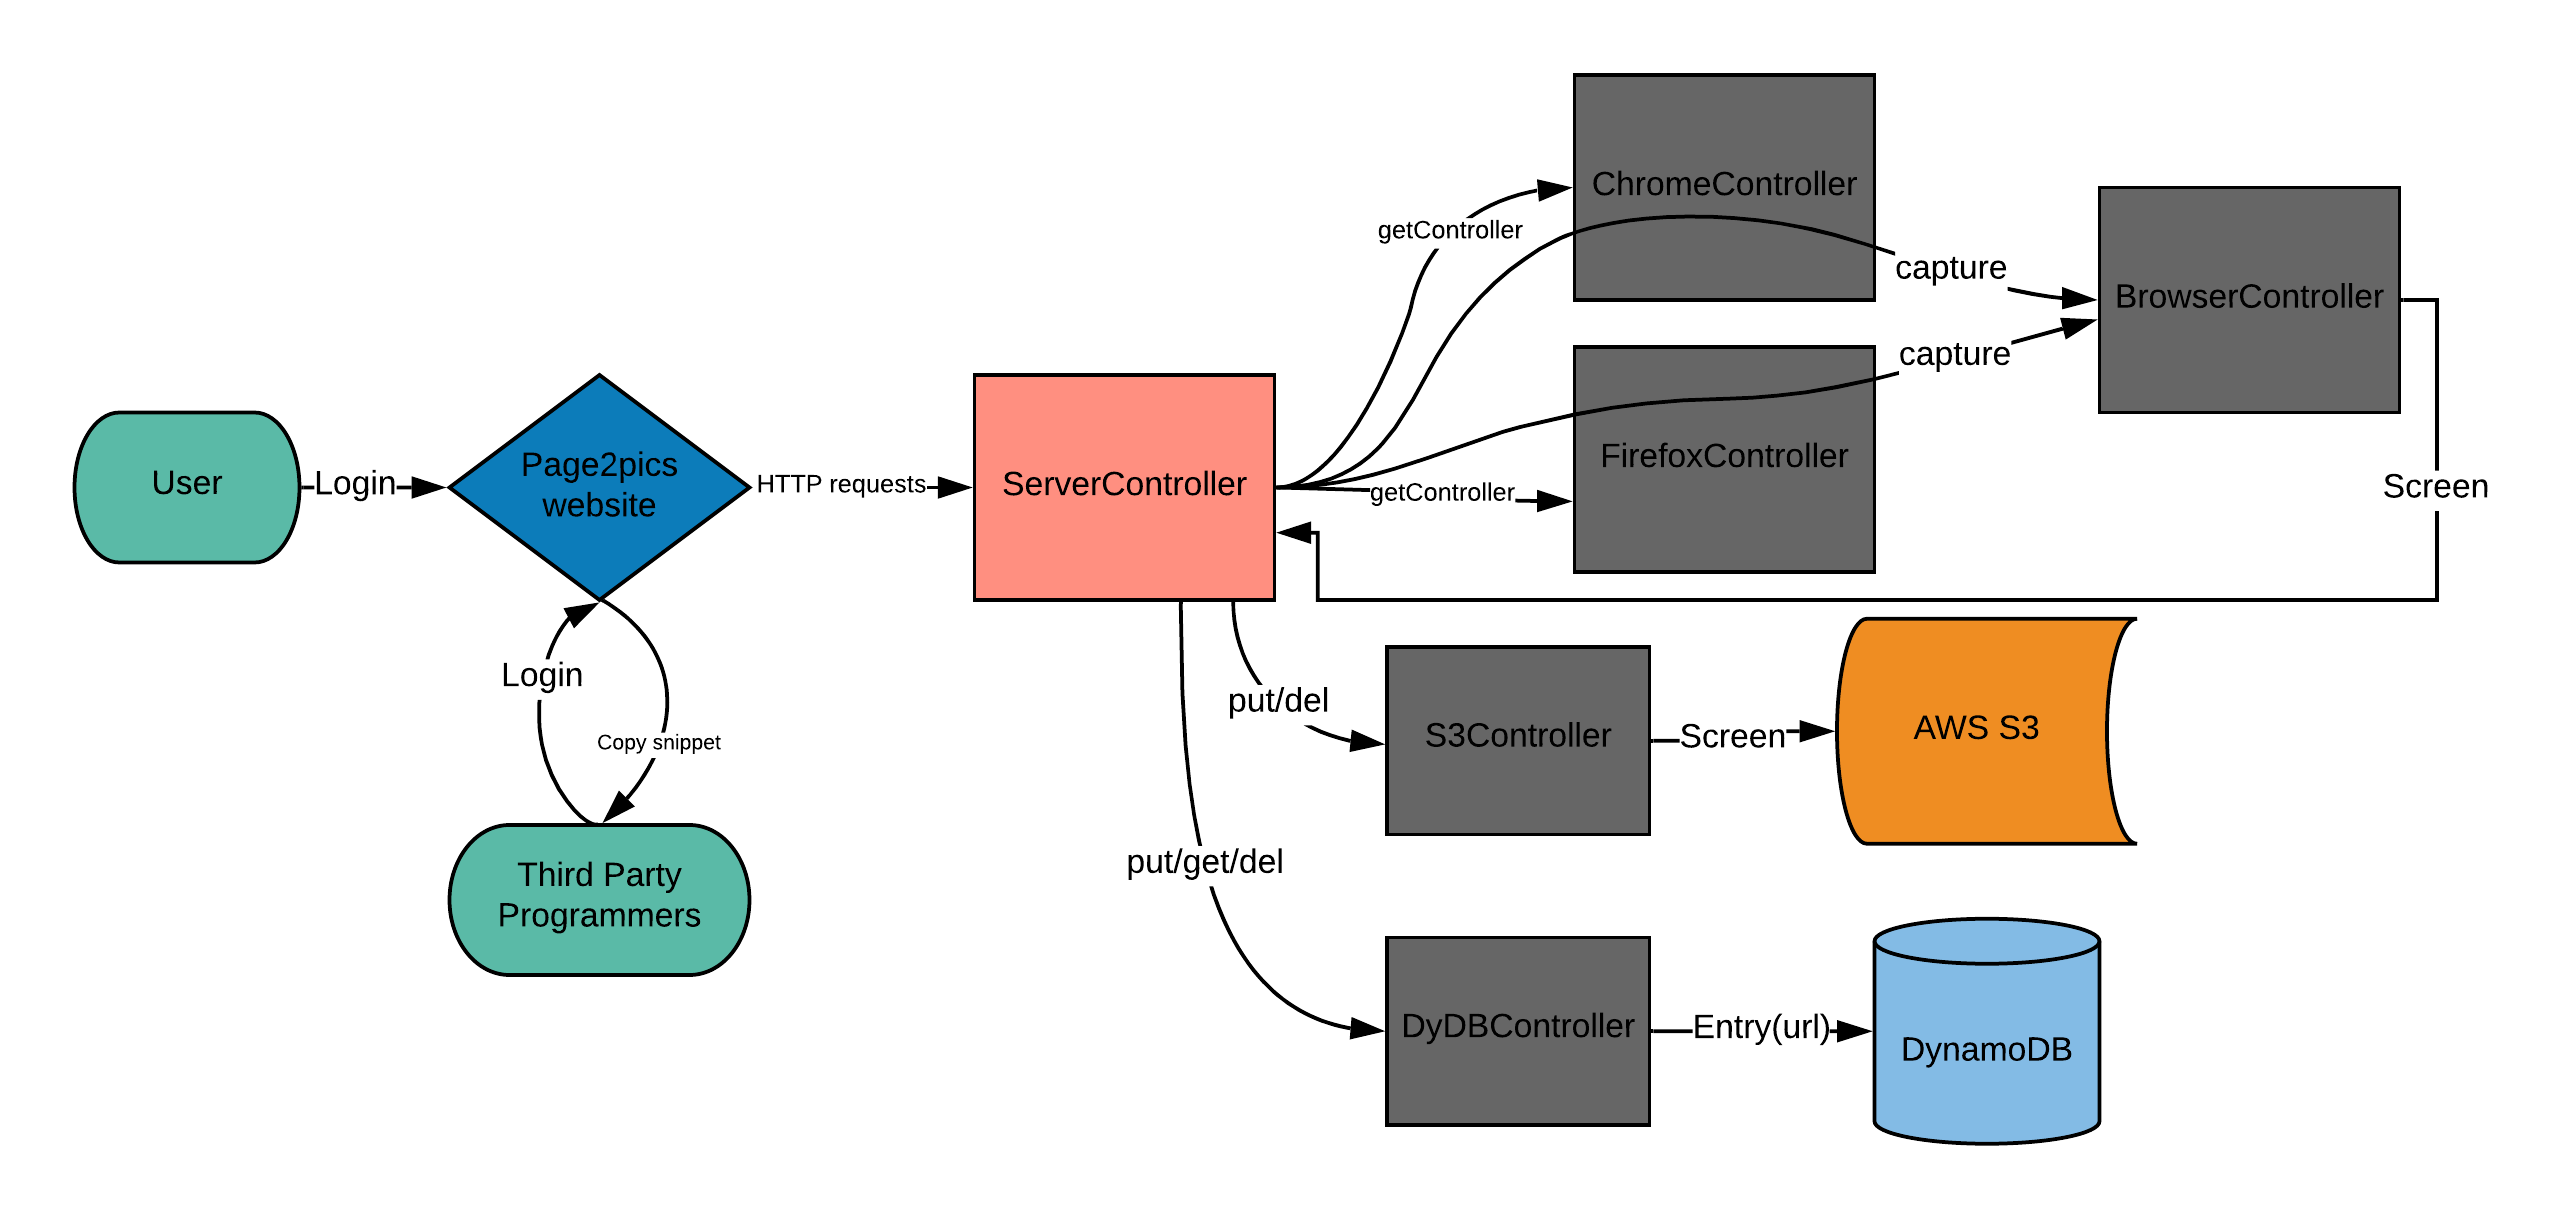 User
Login
Page2pics
website
HTTP requests
Login
Copy snippet
Third Party
Programmers
ServerController
getController
ChromeController
capture
BrowserController
capture
FirefoxController
getController
Screen
put/del
S3Controller
Screen
AWS S3
put/get/del
DyDBController
Entry(url)
DynamoDB